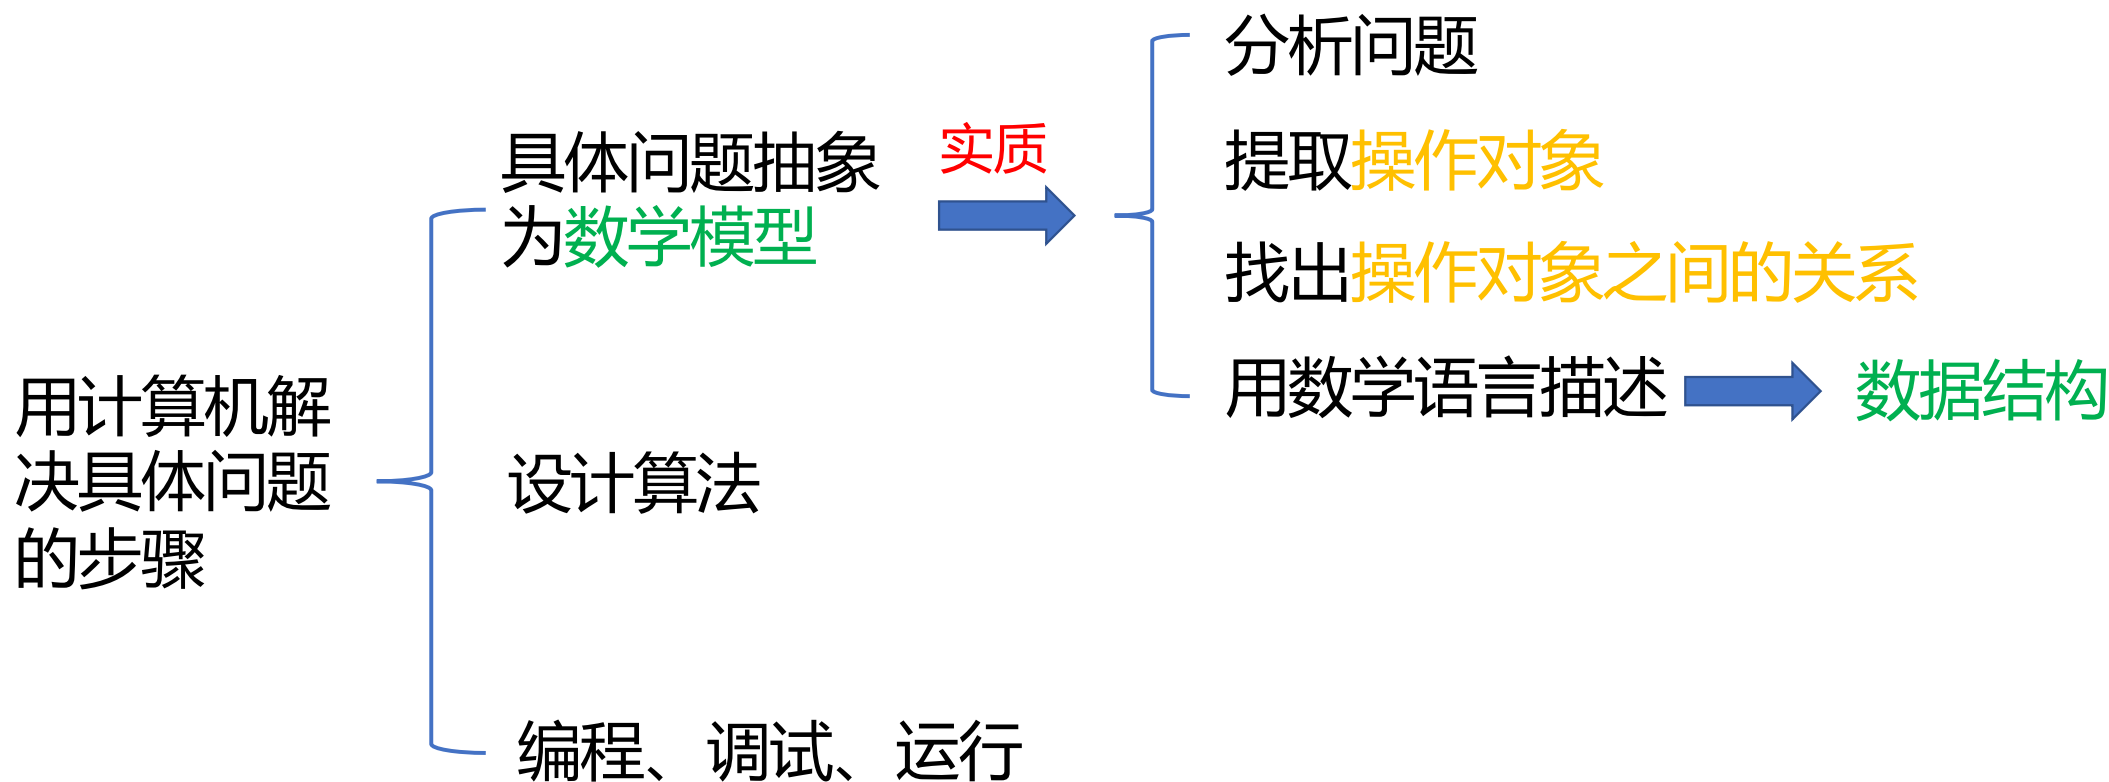 用计算机解
决具体问题
的步骤
具体问题抽象
为数学模型
设计算法
编程、调试、运行
实质
分析问题
提取操作对象
找出操作对象之间的关系
用数学语言描述
数据结构